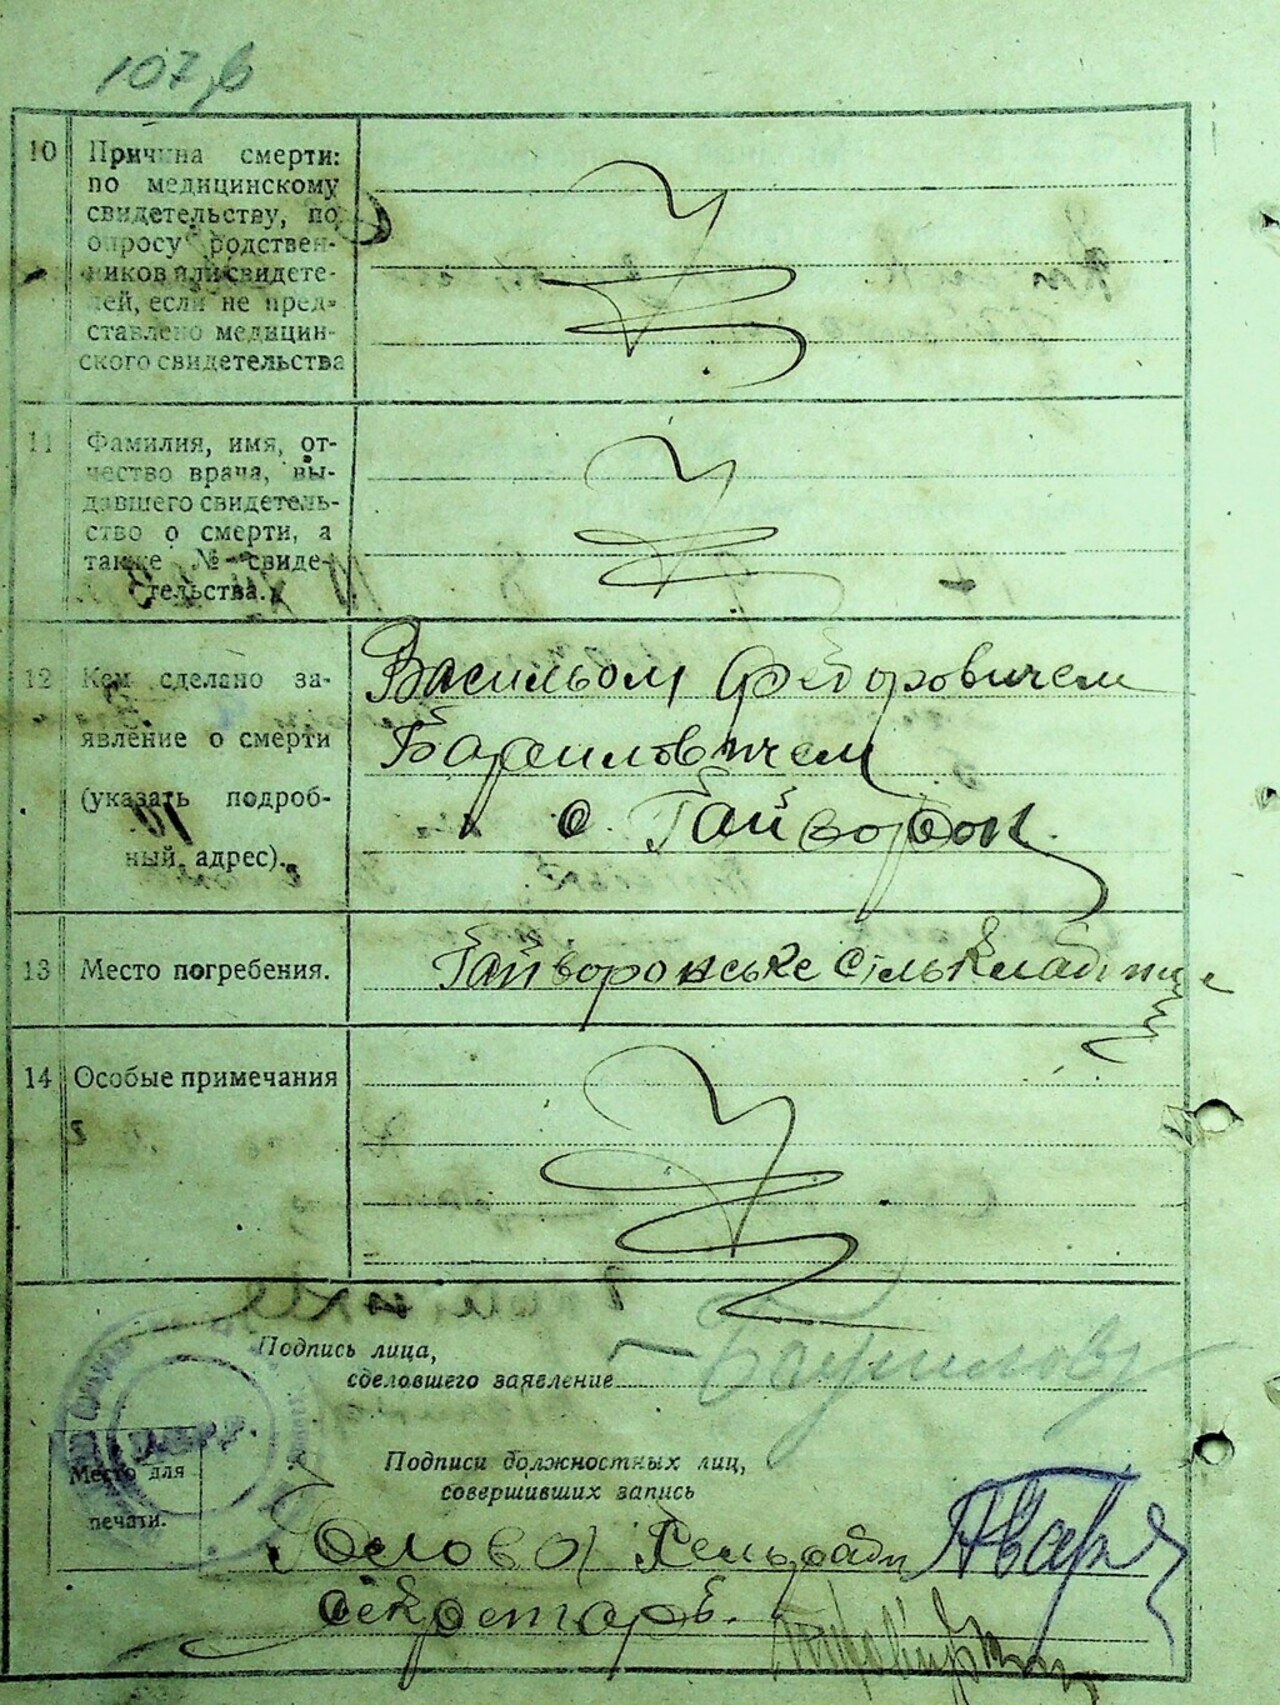 107
10 Причина смерти:
по медицинскому
свидетельству, по
опросу родствен-
ников или свидете-
лей, если не пред-
ставлено медицин-
ского свидетельства
11 Фамилия, имя, от-
чество врача, вы-
давшего свидетель-
ство о смерти, а
также № свиде-
тельства.
12 Кем сделано за-
явление о смерти
(указать подроб-
ный адрес).
Васильом Федоровичем
с. Гайворон
13 Место погребения.
Гайворонське сількладпще
14 Особые примечания
Подпись лица,
сделавшего заявление
Подписи должностных лиц,
совершивших запись
Место для
печати.
Голова сельради
секретарь.